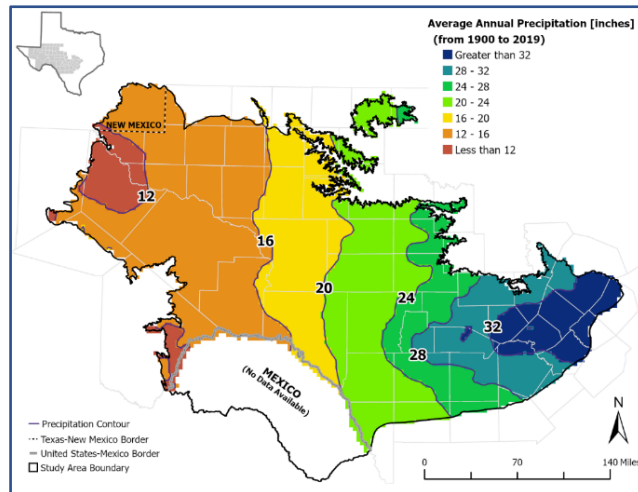 Average Annual Precipitation [inches]
(from 1900 to 2019)
Greater than 32
28 - 32
24 - 28
20 - 24
16 - 20
12 - 16
Less than 12
NEW MEXICO
12
16
20
24
28
32
MEXICO
(No Data Available)
Precipitation Contour
Texas-New Mexico Border
United States-Mexico Border
Study Area Boundary
N
0 70 140 Miles